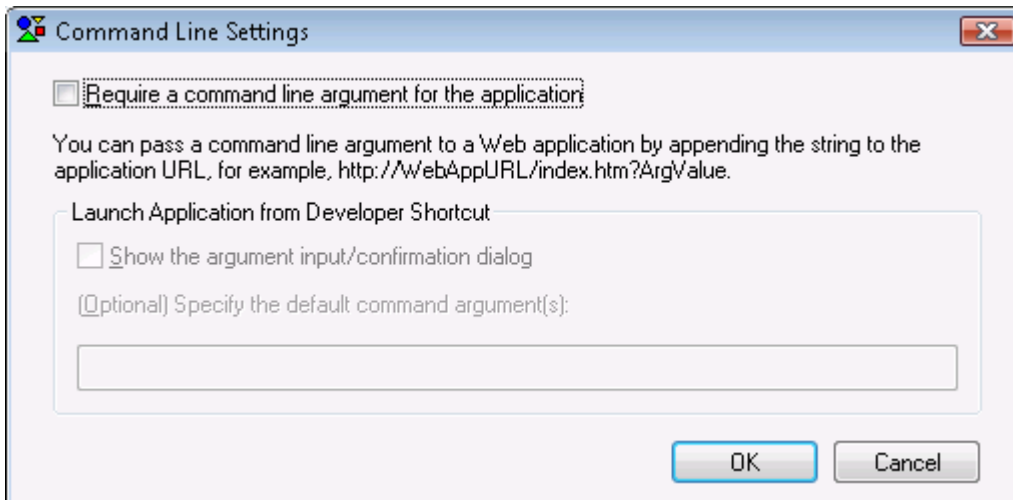 Command Line Settings
Require a command line argument for the application
You can pass a command line argument to a Web application by appending the string to the
application URL, for example, http://WebAppURL/index.htm?ArgValue.
Launch Application from Developer Shortcut
Show the argument input/confirmation dialog
(Optional) Specify the default command argument(s):
OK Cancel